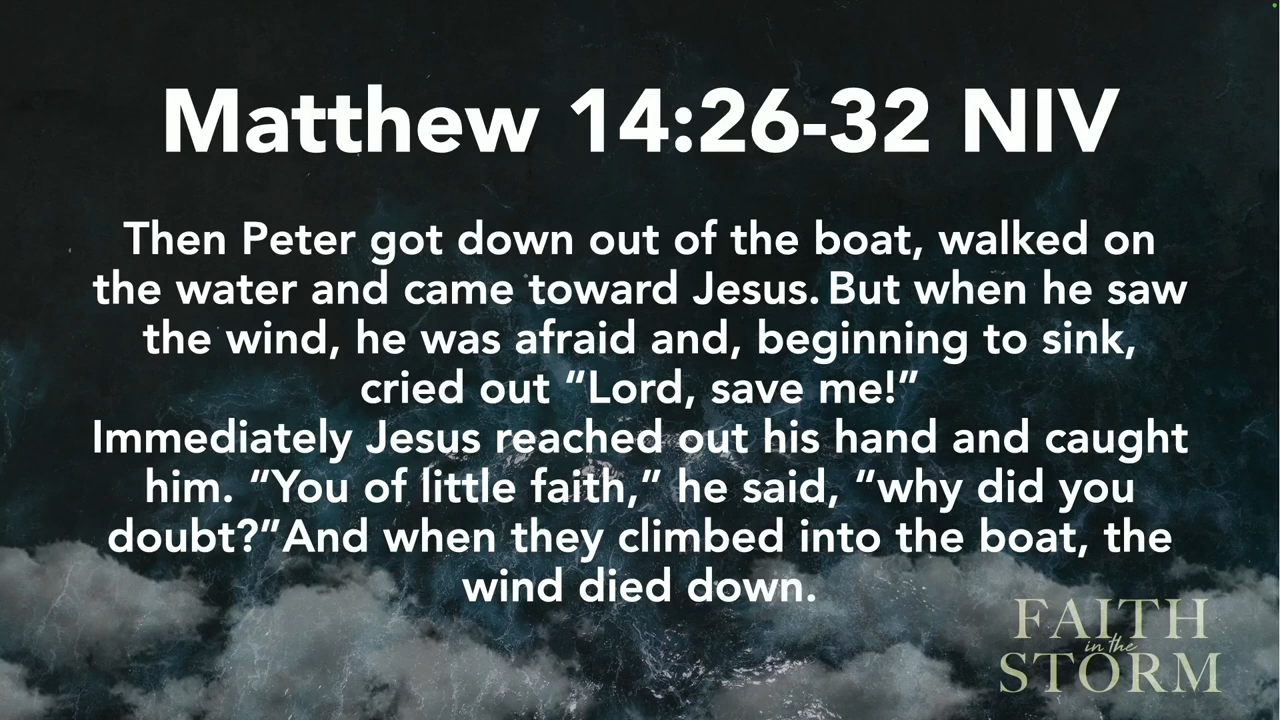 Matthew 14:26-32 NIV
Then Peter got down out of the boat, walked on
the water and came toward Jesus. But when he saw
the wind, he was afraid and, beginning to sink,
cried out “Lord, save me!”
Immediately Jesus reached out his hand and caught
him. “You of little faith,” he said, “why did you
doubt?”And when they climbed into the boat, the
wind died down.
FAITH
in the
STORM